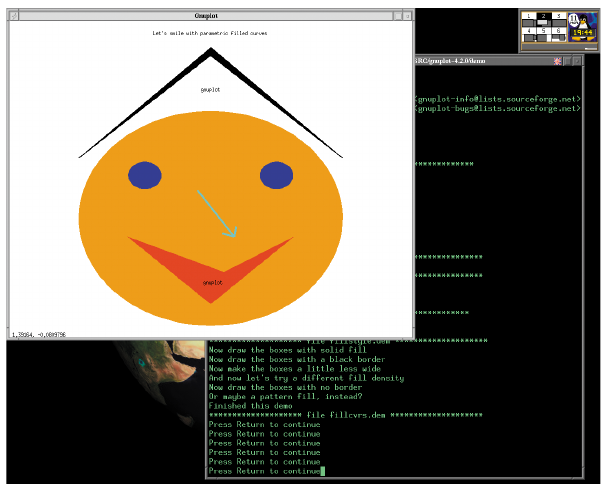 Gnuplot
Let's smile with parametric filled curves
gnuplot
gnuplot
1.39164, -0.0849796
1 2 3
4 5 6
11
19:44
SRC/gnuplot-4.2.0/demo
<gnuplot-info@lists.sourceforge.net>
<gnuplot-bugs@lists.sourceforge.net>
*************
***************
***************
************
******************** file fillstyle.dem ********************
Now draw the boxes with solid fill
Now draw the boxes with a black border
Now make the boxes a little less wide
And now let's try a different fill density
Now draw the boxes with no border
Or maybe a pattern fill, instead?
Finished this demo
******************** file fillcvrs.dem ********************
Press Return to continue
Press Return to continue
Press Return to continue
Press Return to continue
Press Return to continue
Press Return to continue